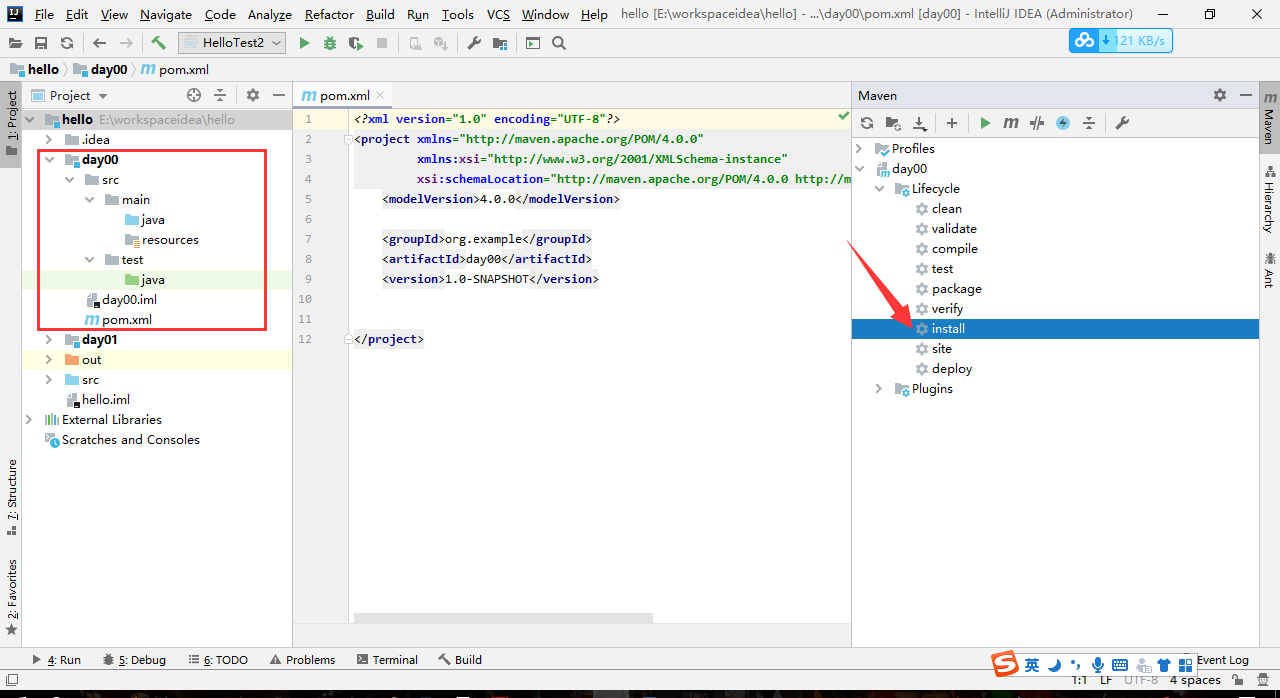 File Edit View Navigate Code Analyze Refactor Build Run Tools VCS Window Help hello [E:\workspaceidea\hello] - ...\day00\pom.xml [day00] - IntelliJ IDEA (Administrator)
HelloTest2
121 KB/s
hello day00 m pom.xml
1: Project
Project
hello E:\workspaceidea\hello
.idea
day00
src
main
java
resources
test
java
day00.iml
m pom.xml
day01
out
src
hello.iml
External Libraries
Scratches and Consoles
7: Structure
2: Favorites
m pom.xml
1 <?xml version="1.0" encoding="UTF-8"?>
2 <project xmlns="http://maven.apache.org/POM/4.0.0"
3 xmlns:xsi="http://www.w3.org/2001/XMLSchema-instance"
4 xsi:schemaLocation="http://maven.apache.org/POM/4.0.0 http://m
5 <modelVersion>4.0.0</modelVersion>
6
7 <groupId>org.example</groupId>
8 <artifactId>day00</artifactId>
9 <version>1.0-SNAPSHOT</version>
10
11
12 </project>
Maven
m
Profiles
day00
Lifecycle
clean
validate
compile
test
package
verify
install
site
deploy
Plugins
m Maven
Hierarchy
Ant
4: Run 5: Debug 6: TODO Problems Terminal Build Event Log
S 英
1:1 LF UTF-8 4 spaces